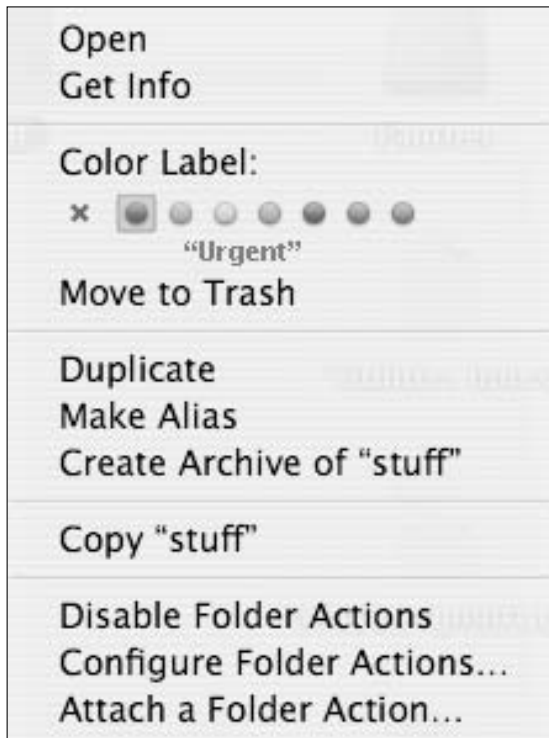 Open
Get Info
Color Label:
“Urgent”
Move to Trash
Duplicate
Make Alias
Create Archive of “stuff”
Copy “stuff”
Disable Folder Actions
Configure Folder Actions...
Attach a Folder Action...